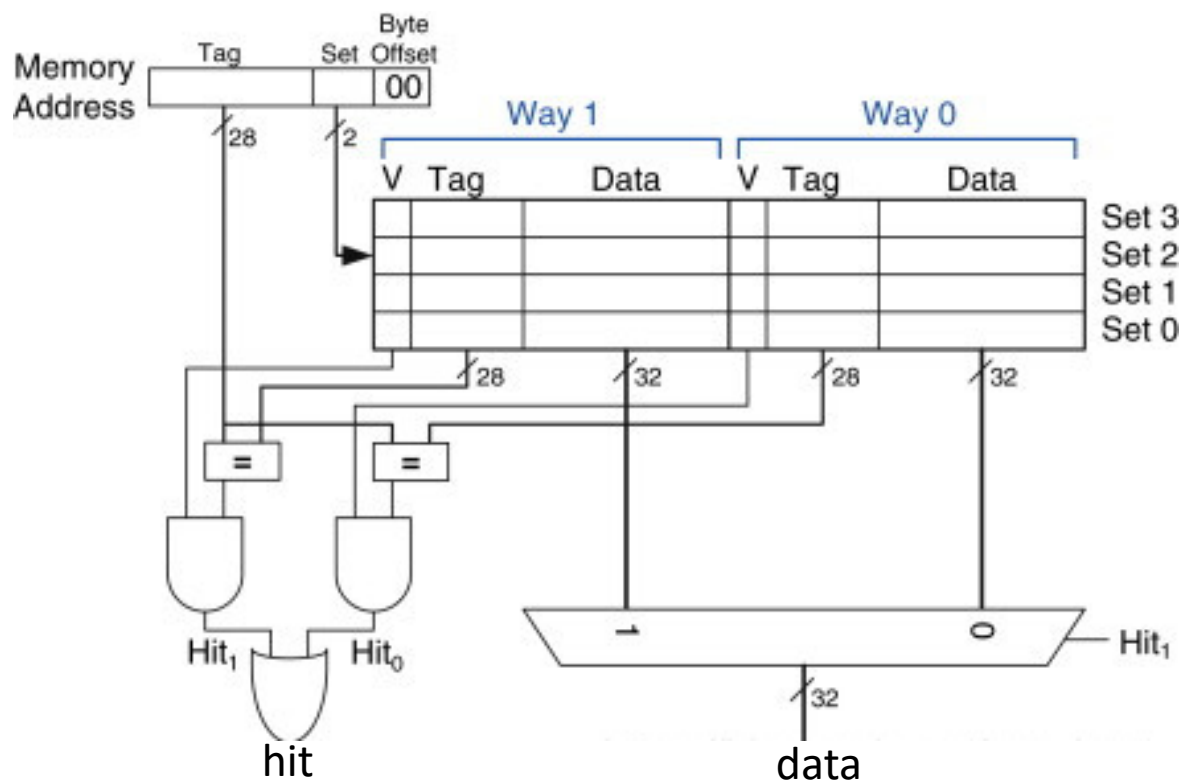 Memory
Address
Tag
Set
Byte
Offset
00
28
2
Way 1
Way 0
V Tag Data V Tag Data
Set 3
Set 2
Set 1
Set 0
28
32
28
32
=
=
1
0
Hit₁
Hit₀
Hit₁
32
hit
data